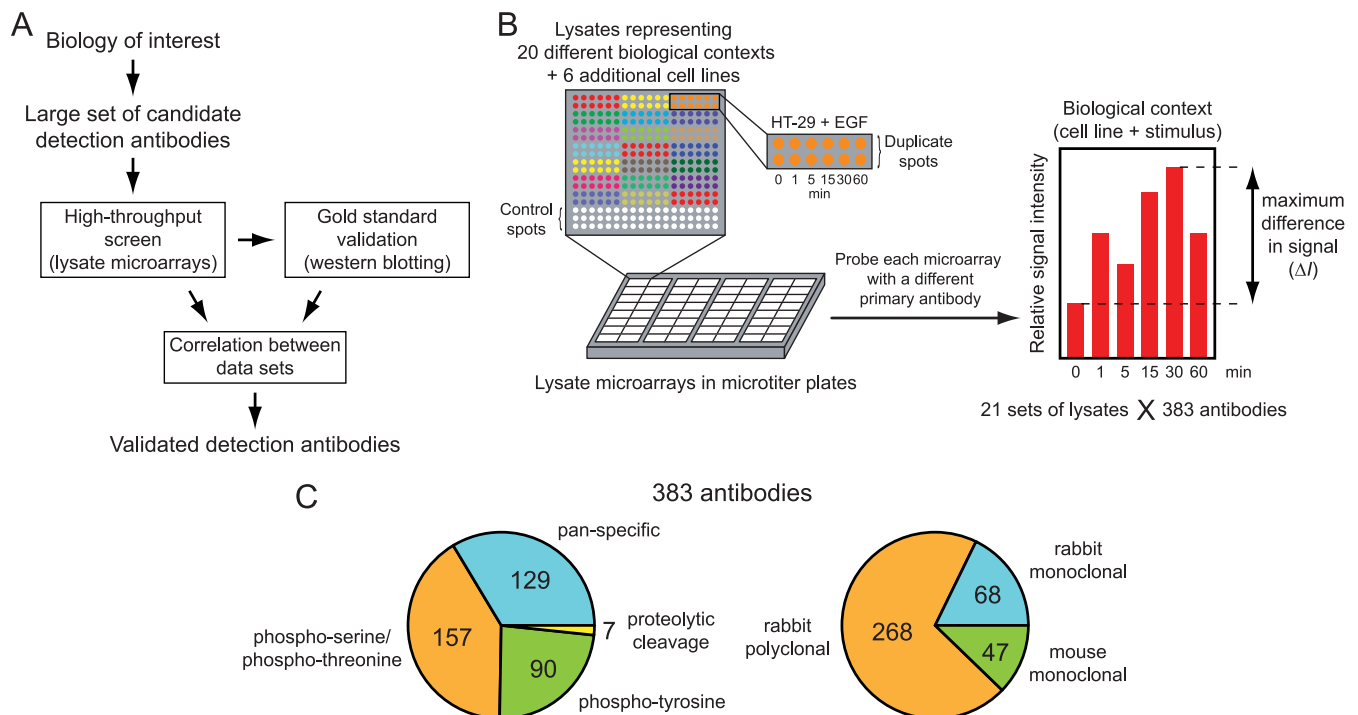 A
Biology of interest
Large set of candidate
detection antibodies
High-throughput
screen
(lysate microarrays)
Gold standard
validation
(western blotting)
Correlation between
data sets
Validated detection antibodies
B
Lysates representing
20 different biological contexts
+ 6 additional cell lines
HT-29 + EGF
Duplicate
spots
0 1 5 15 30 60
min
Control
spots
Lysate microarrays in microtiter plates
Probe each microarray
with a different
primary antibody
Biological context
(cell line + stimulus)
Relative signal intensity
0 1 5 15 30 60 min
maximum
difference
in signal
(ΔI)
21 sets of lysates X 383 antibodies
C
383 antibodies
pan-specific
129
7
proteolytic
cleavage
phospho-serine/
phospho-threonine
157
90
phospho-tyrosine
rabbit
monoclonal
68
rabbit
polyclonal
268
47
mouse
monoclonal